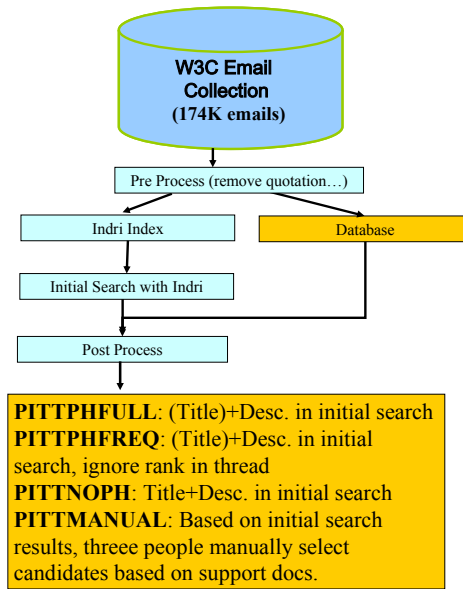 W3C Email
Collection
(174K emails)
Pre Process (remove quotation…)
Indri Index
Database
Initial Search with Indri
Post Process
PITTPHFULL: (Title)+Desc. in initial search
PITTPHFREQ: (Title)+Desc. in initial
search, ignore rank in thread
PITTNOPH: Title+Desc. in initial search
PITTMANUAL: Based on initial search
results, threee people manually select
candidates based on support docs.